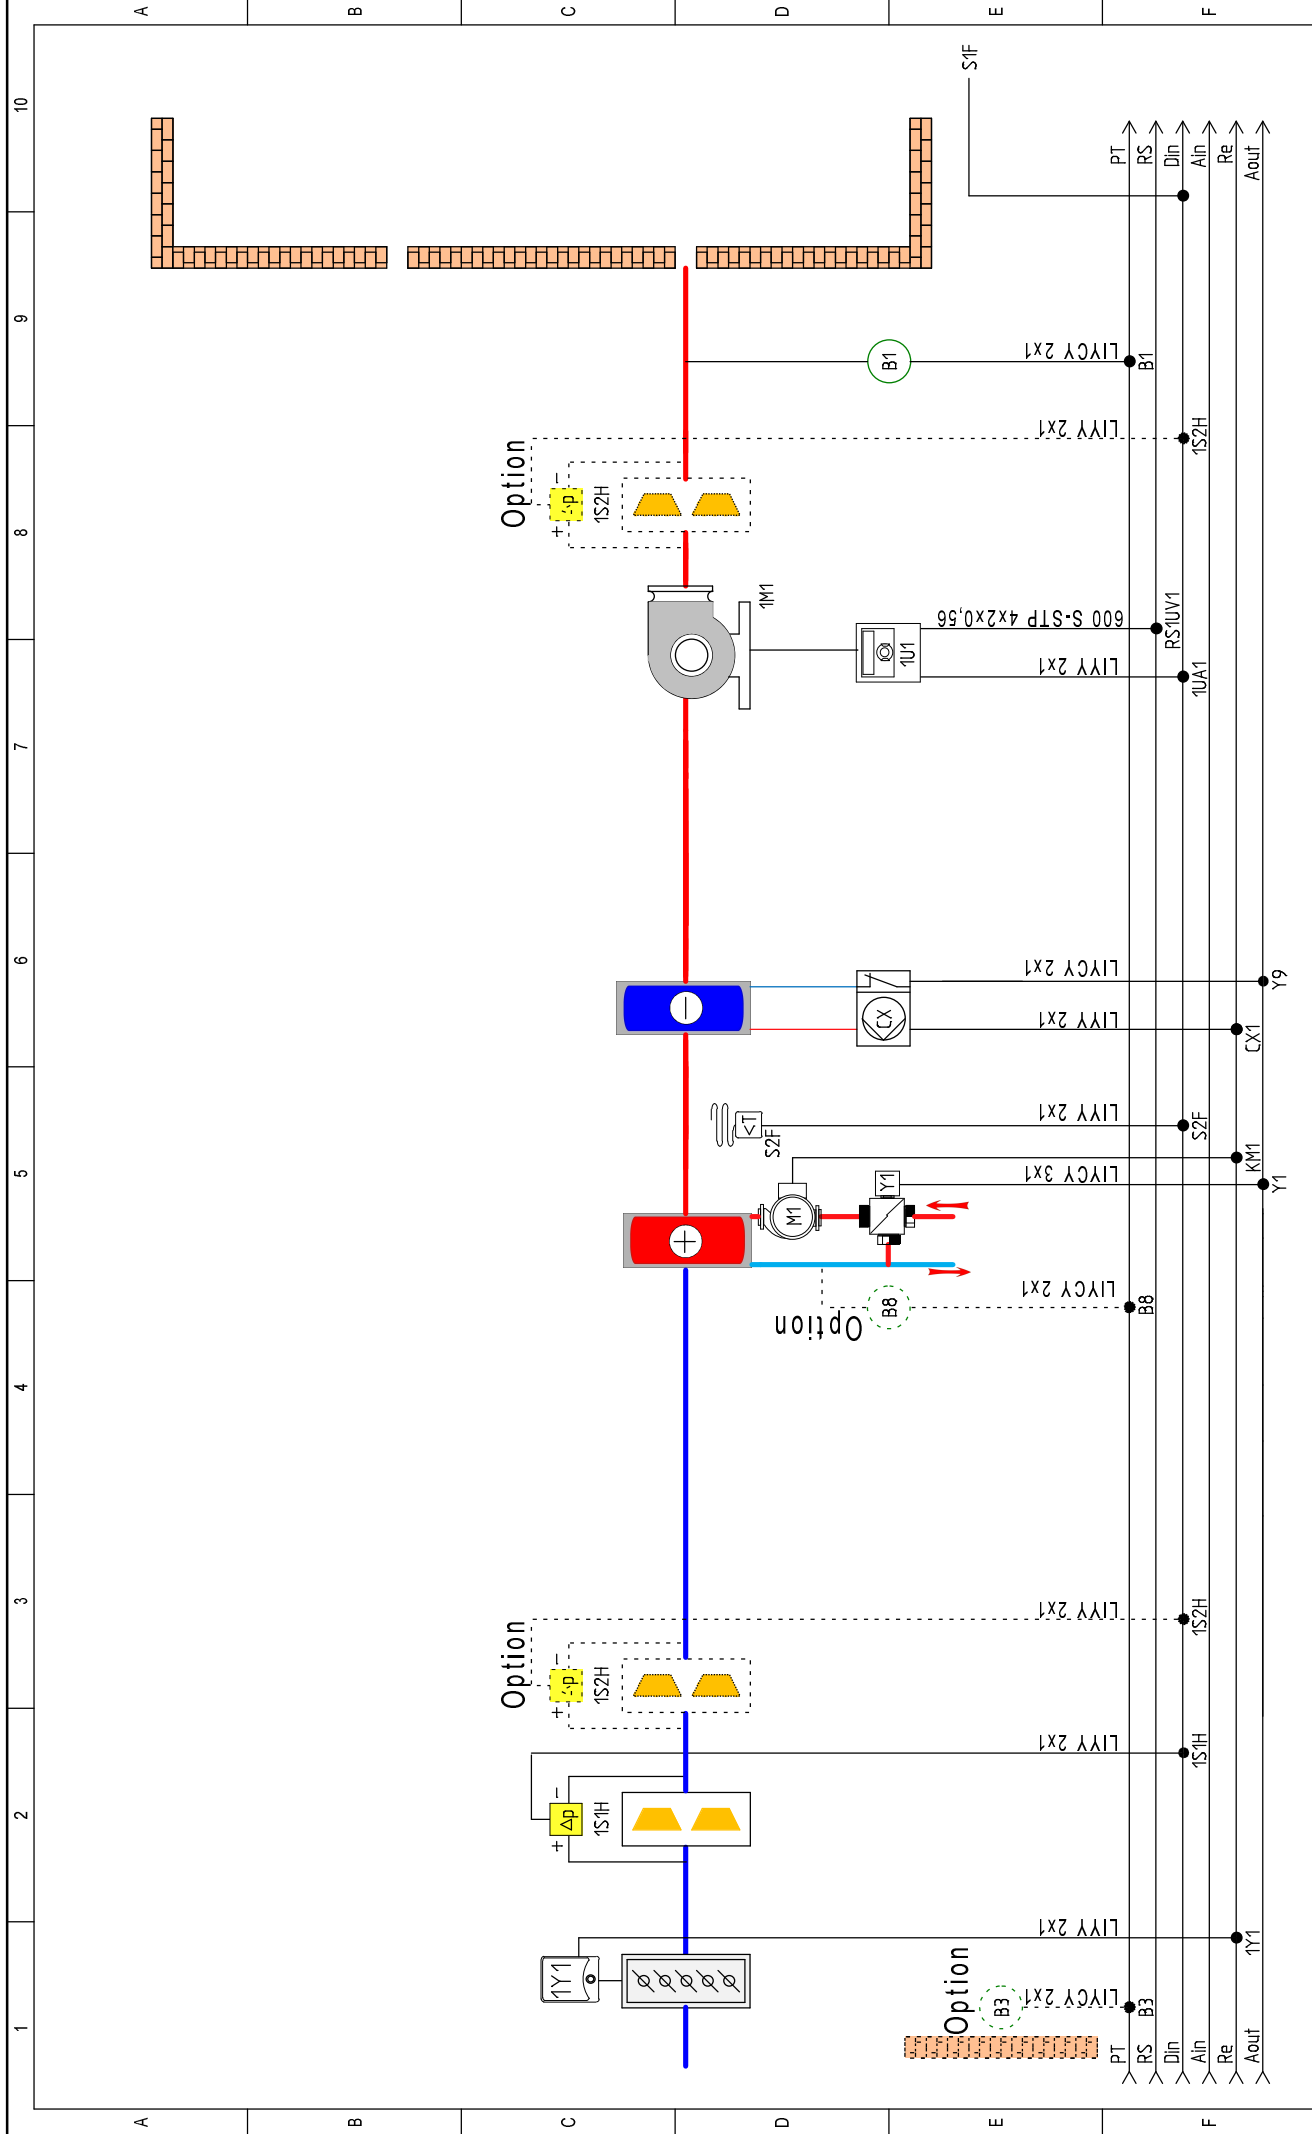 A
B
C
D
E
F
10
9
8
7
6
5
4
3
2
1
S1F
PT
RS
Din
Ain
Re
Aout
B1
LIYCY 2x1
B1
Option
LIYY 2x1
1S2H
+
Δp
−
1S2H
1M1
1U1
600 S-STP 4x2x0,56
RS1UV1
LIYY 2x1
1UA1
−
CX
LIYCY 2x1
Y9
LIYY 2x1
CX1
<T
S2F
LIYY 2x1
S2F
KM1
M1
Y1
LIYCY 3x1
Y1
+
Option
B8
LIYCY 2x1
B8
Option
LIYY 2x1
1S2H
+
Δp
−
1S2H
LIYY 2x1
1S1H
+
Δp
−
1S1H
1Y1
LIYY 2x1
1Y1
Option
B3
LIYCY 2x1
B3
PT
RS
Din
Ain
Re
Aout
A
B
C
D
E
F